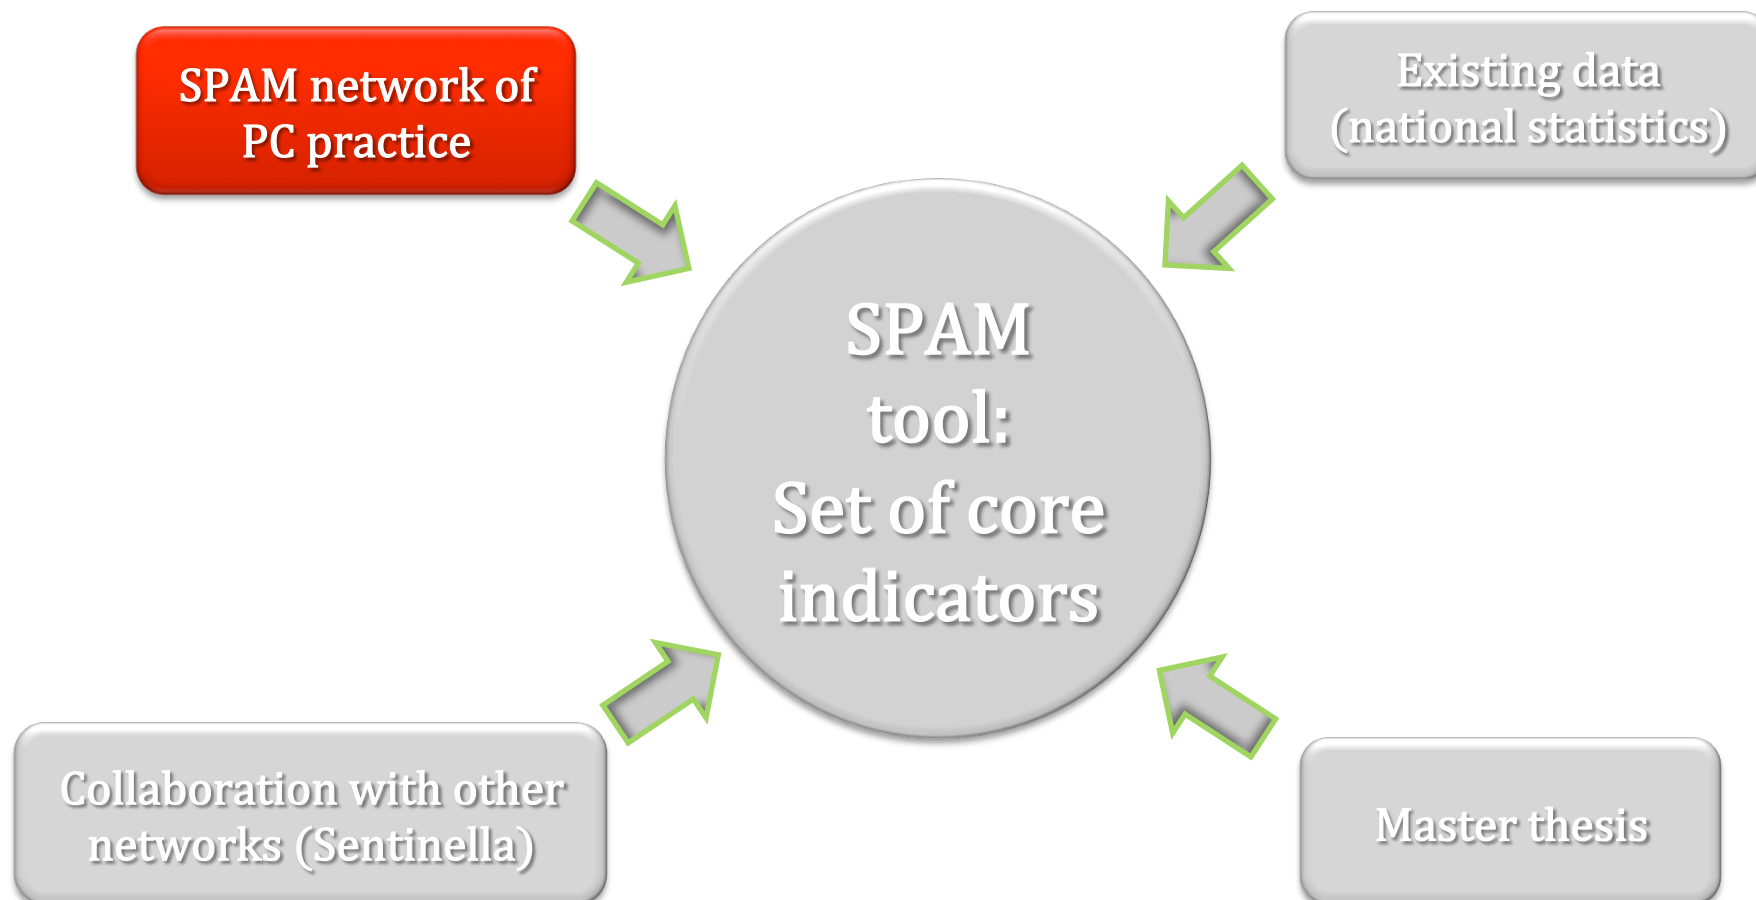 SPAM network of
PC practice
Existing data
(national statistics)
SPAM
tool:
Set of core
indicators
Collaboration with other
networks (Sentinella)
Master thesis